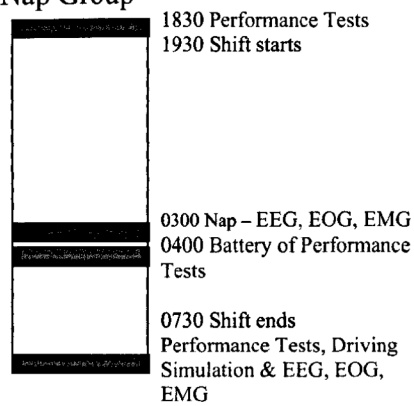 Nap Group
1830 Performance Tests
1930 Shift starts
0300 Nap – EEG, EOG, EMG
0400 Battery of Performance
Tests
0730 Shift ends
Performance Tests, Driving
Simulation & EEG, EOG,
EMG